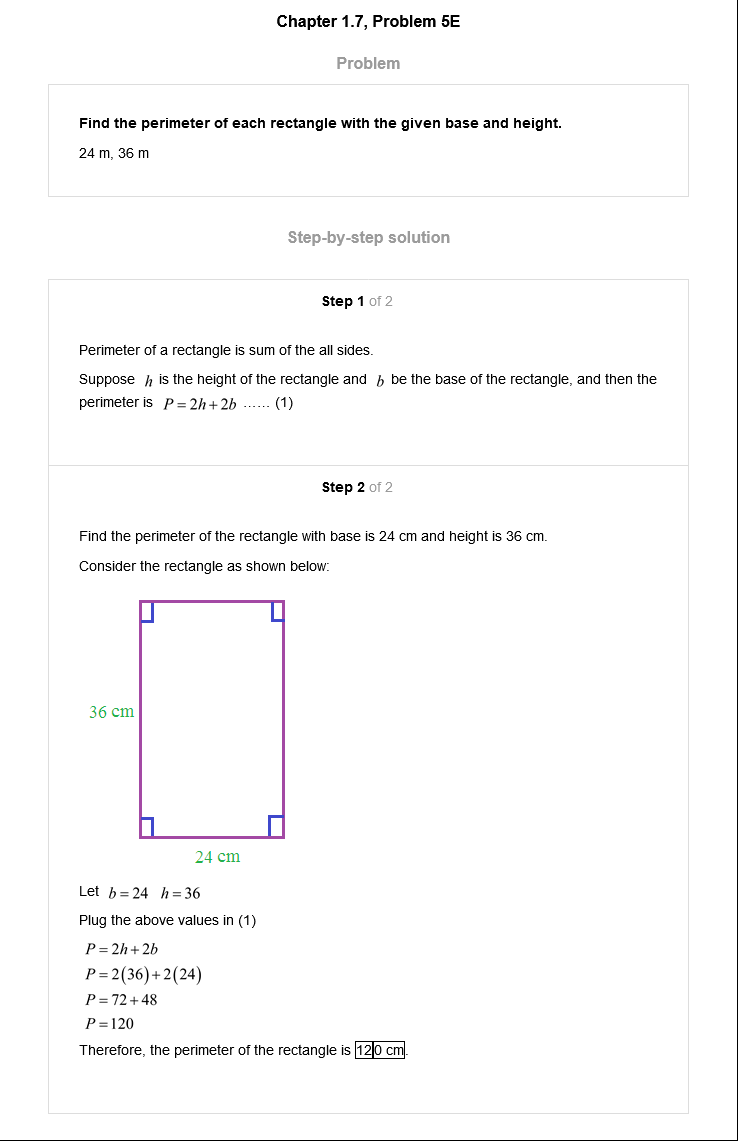 Chapter 1.7, Problem 5E
Problem
Find the perimeter of each rectangle with the given base and height.
24 m, 36 m
Step-by-step solution
Step 1 of 2
Perimeter of a rectangle is sum of the all sides.
Suppose h is the height of the rectangle and b be the base of the rectangle, and then the
perimeter is P = 2h + 2b ...... (1)
Step 2 of 2
Find the perimeter of the rectangle with base is 24 cm and height is 36 cm.
Consider the rectangle as shown below:
36 cm
24 cm
Let b = 24 h = 36
Plug the above values in (1)
P = 2h + 2b
P = 2(36) + 2(24)
P = 72 + 48
P = 120
Therefore, the perimeter of the rectangle is 120 cm.